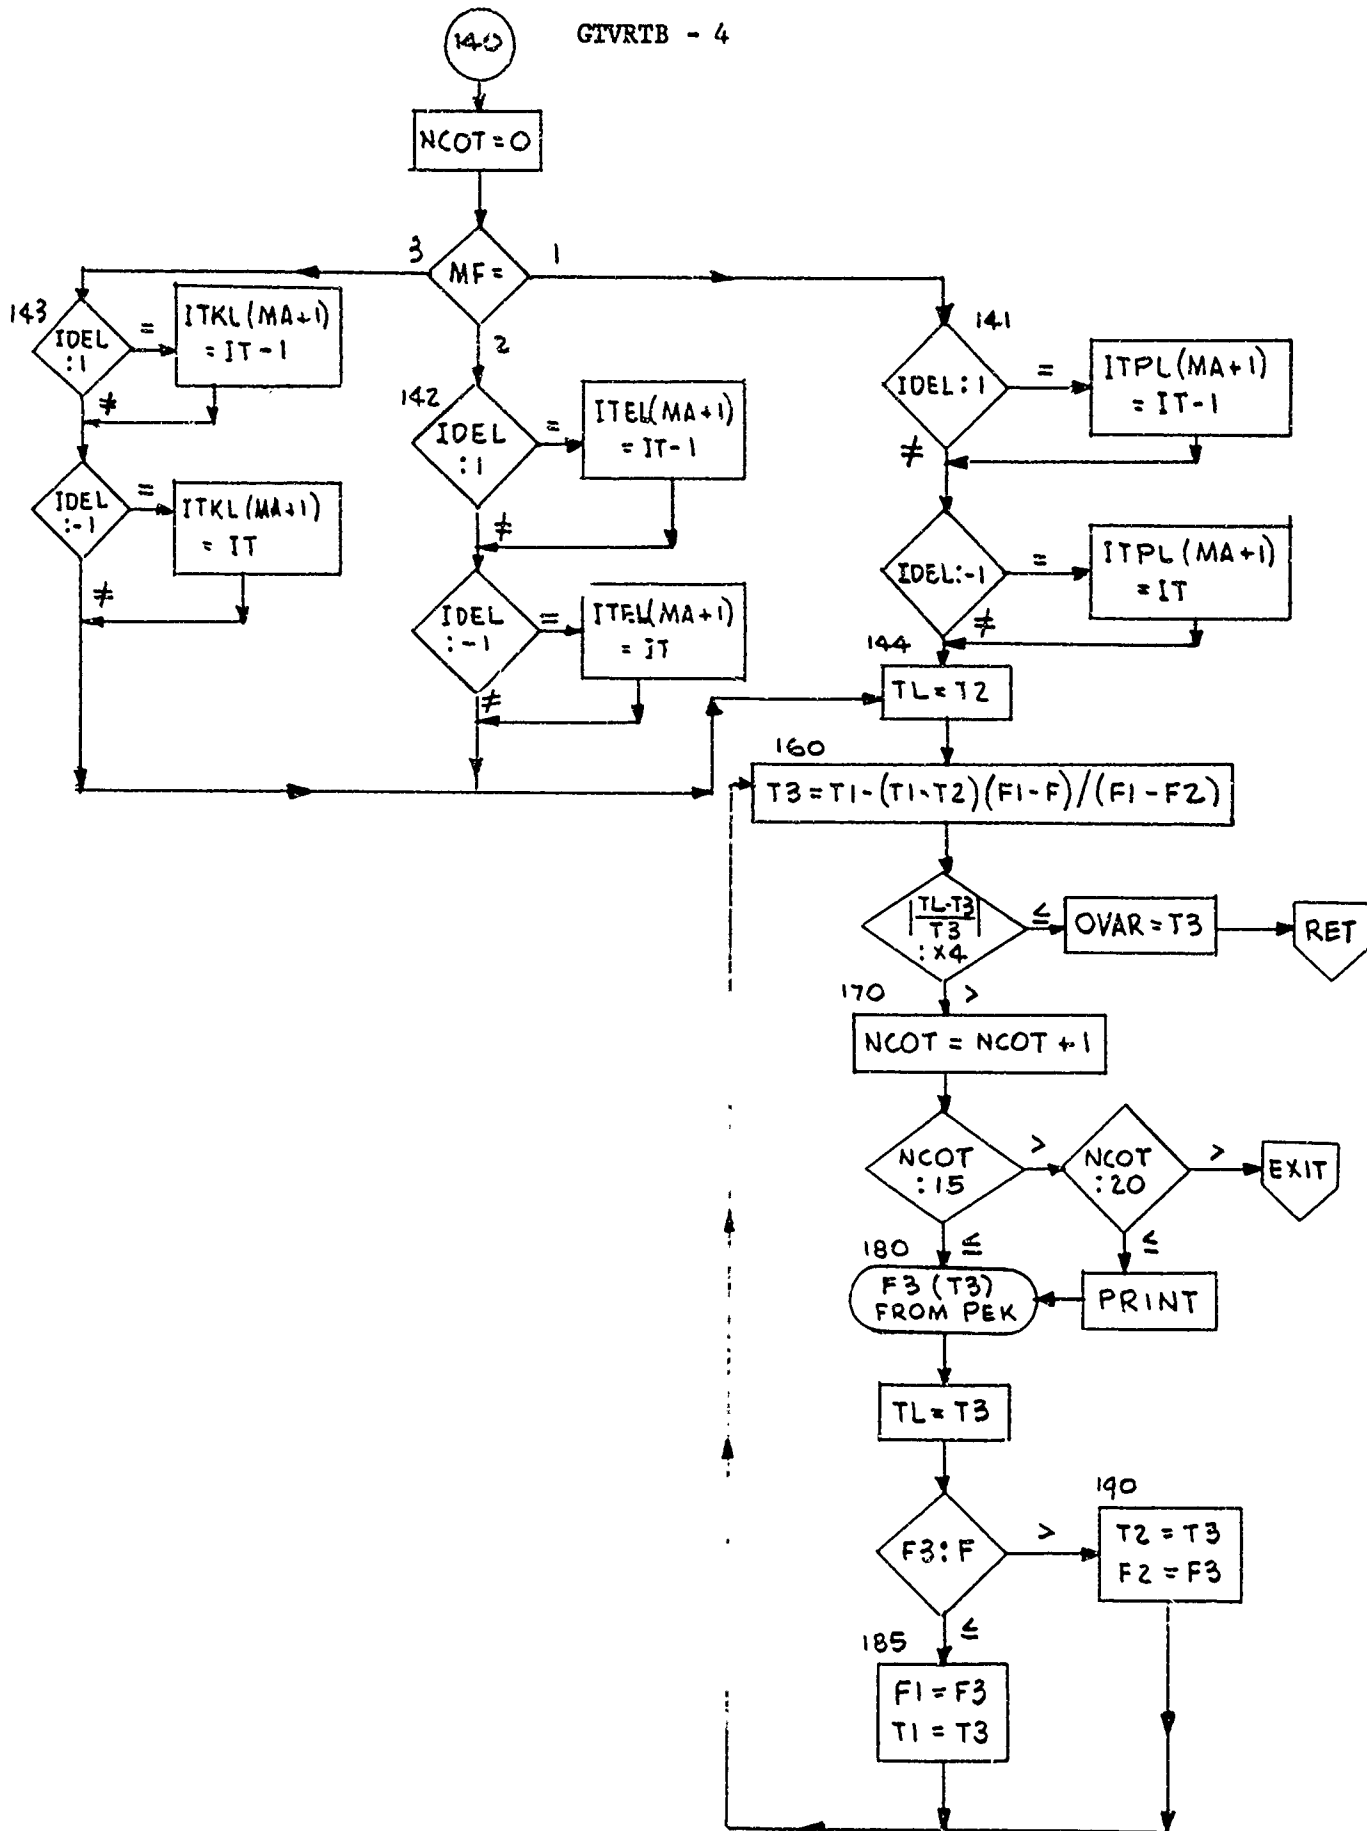 140
GTVRTB - 4
NCOT = 0
3
MF =
1
2
143
IDEL
:1
=
ITKL(MA+1)
= IT-1
≠
IDEL
:-1
=
ITKL(MA+1)
= IT
≠
142
IDEL
:1
=
ITEL(MA+1)
= IT-1
≠
IDEL
:-1
=
ITEL(MA+1)
= IT
≠
141
IDEL:1
=
ITPL(MA+1)
= IT-1
≠
IDEL:-1
=
ITPL(MA+1)
= IT
≠
144
TL = T2
160
T3 = T1-(T1-T2)(F1-F)/(F1-F2)
|TL-T3
T3|
:X4
≤
OVAR = T3
RET
>
170
NCOT = NCOT + 1
NCOT
:15
>
NCOT
:20
>
EXIT
≤
≤
180
F3 (T3)
FROM PEK
PRINT
TL = T3
F3:F
>
190
T2 = T3
F2 = F3
≤
185
F1 = F3
T1 = T3